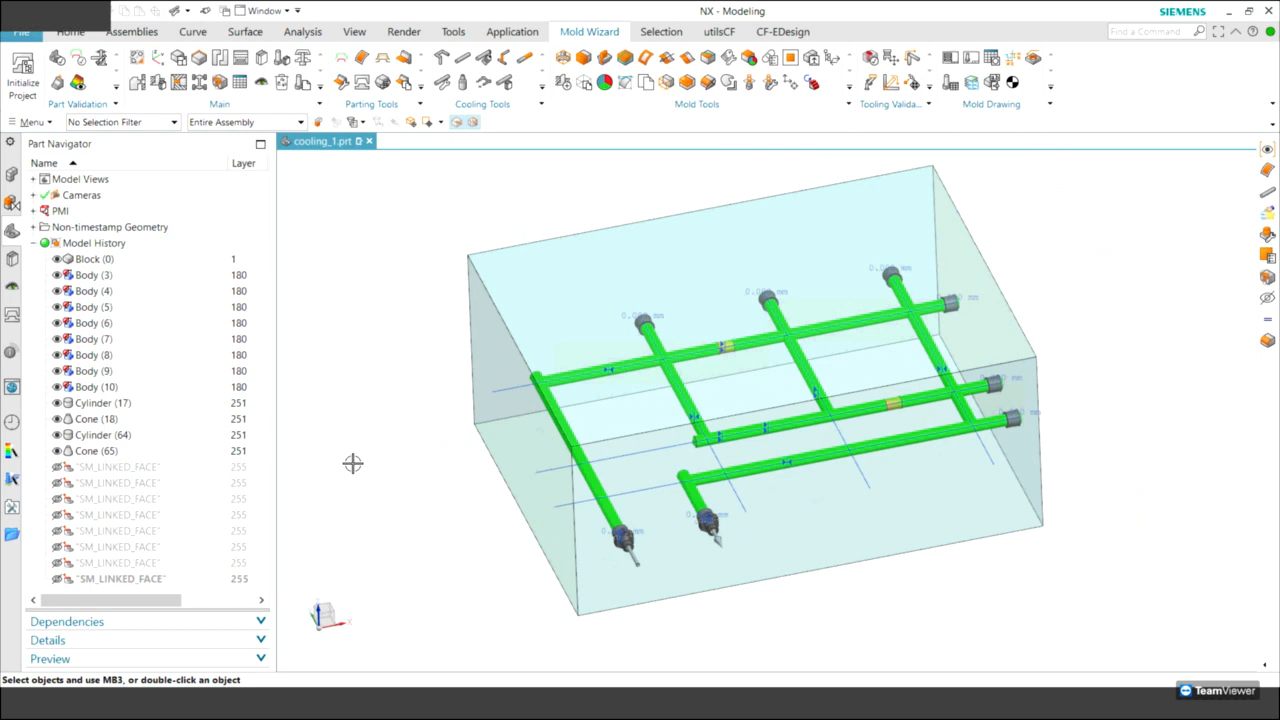 Window
NX - Modeling
SIEMENS
File Home Assemblies Curve Surface Analysis View Render Tools Application Mold Wizard Selection utilsCF CF-EDesign
Find a Command
Initialize
Project
Part Validation
Main
Parting Tools
Cooling Tools
Mold Tools
Tooling Valida...
Mold Drawing
Menu
No Selection Filter
Entire Assembly
Part Navigator
cooling_1.prt
Name Layer
Model Views
Cameras
PMI
Non-timestamp Geometry
Model History
Block (0) 1
Body (3) 180
Body (4) 180
Body (5) 180
Body (6) 180
Body (7) 180
Body (8) 180
Body (9) 180
Body (10) 180
Cylinder (17) 251
Cone (18) 251
Cylinder (64) 251
Cone (65) 251
"SM_LINKED_FACE" 255
"SM_LINKED_FACE" 255
"SM_LINKED_FACE" 255
"SM_LINKED_FACE" 255
"SM_LINKED_FACE" 255
"SM_LINKED_FACE" 255
"SM_LINKED_FACE" 255
"SM_LINKED_FACE" 255
Dependencies
Details
Preview
Select objects and use MB3, or double-click an object
TeamViewer